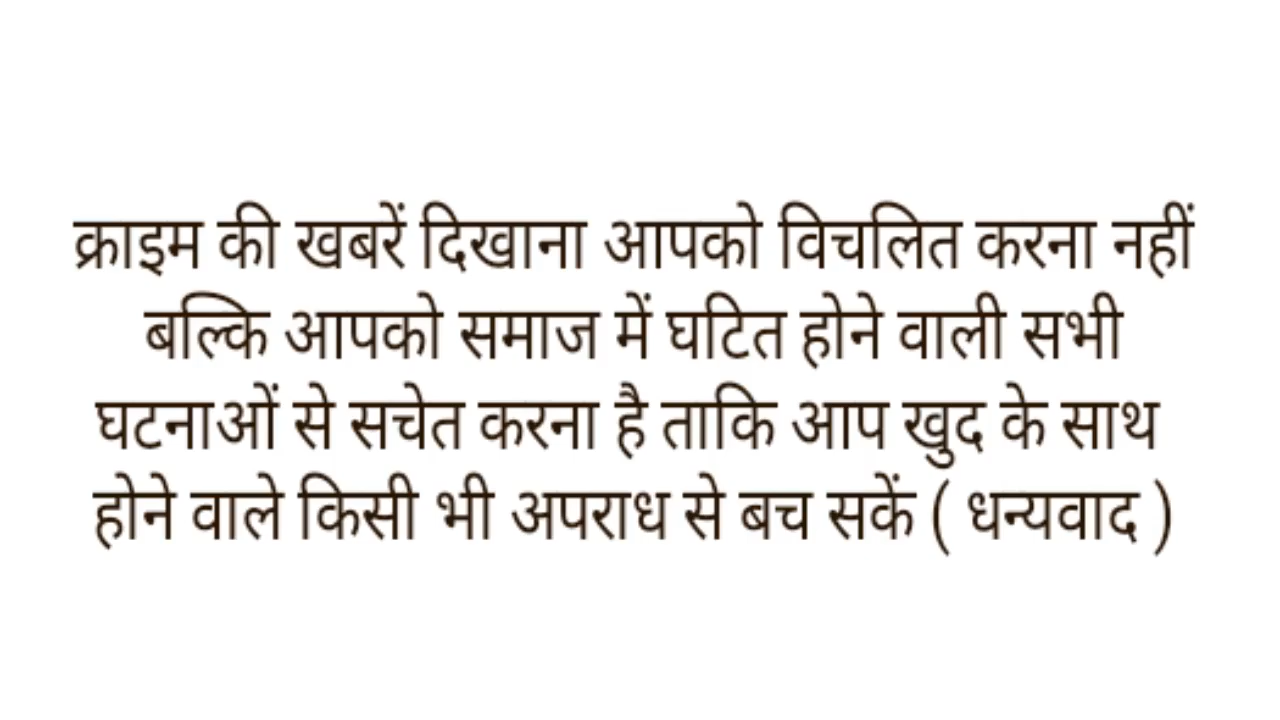 क्राइम की खबरें दिखाना आपको विचलित करना नहीं
बल्कि आपको समाज में घटित होने वाली सभी
घटनाओं से सचेत करना है ताकि आप खुद के साथ
होने वाले किसी भी अपराध से बच सकें ( धन्यवाद )